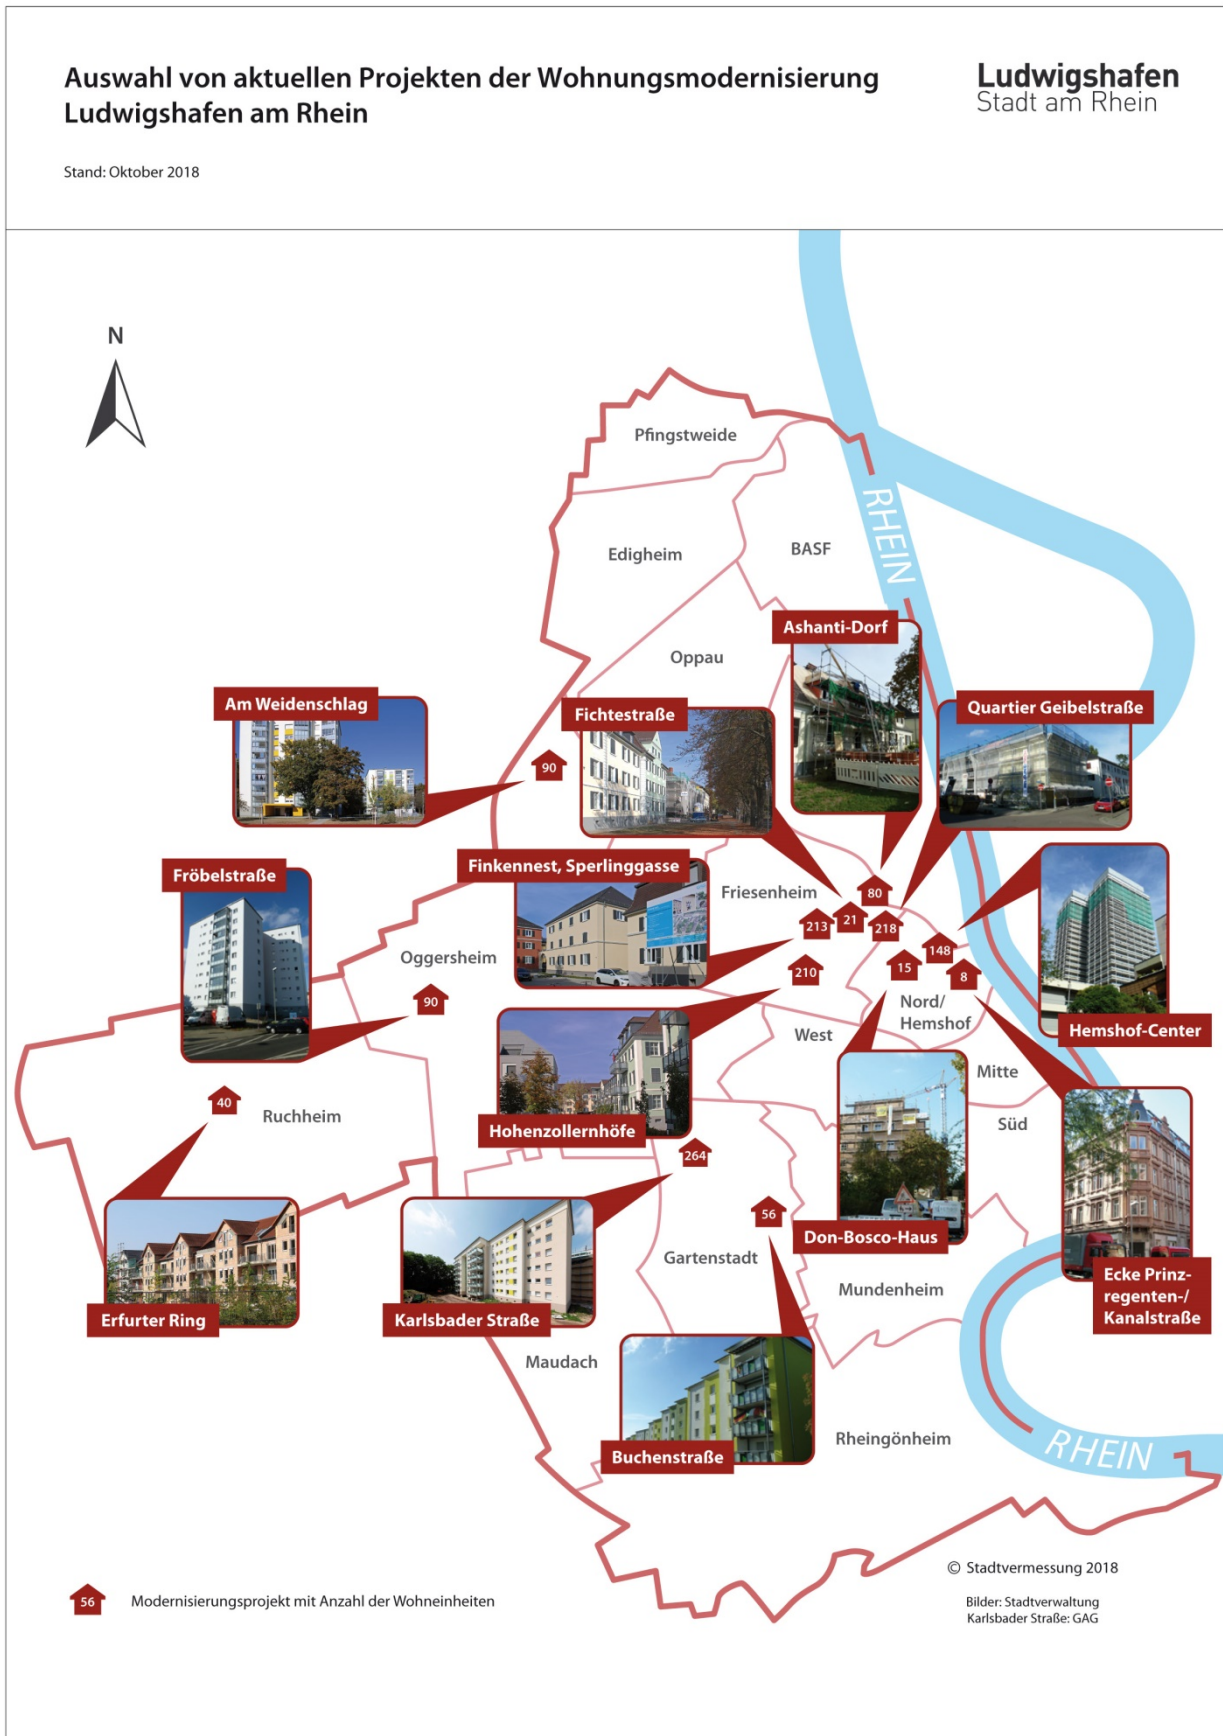 Auswahl von aktuellen Projekten der Wohnungsmodernisierung
Ludwigshafen am Rhein
Stand: Oktober 2018
Ludwigshafen
Stadt am Rhein
N
Pfingstweide
RHEIN
Edigheim
BASF
Ashanti-Dorf
Oppau
Am Weidenschlag
Fichtestraße
Quartier Geibelstraße
90
Fröbelstraße
Finkennest, Sperlinggasse
Friesenheim
80
213
21
218
148
Oggersheim
210
15
8
90
Nord/
Hemshof
West
Hemshof-Center
Mitte
40
Ruchheim
Süd
Hohenzollernhöfe
264
56
Gartenstadt
Don-Bosco-Haus
Mundenheim
Ecke Prinz-
regenten-/
Kanalstraße
Erfurter Ring
Karlsbader Straße
Maudach
Buchenstraße
Rheingönheim
RHEIN
© Stadtvermessung 2018
56
Modernisierungsprojekt mit Anzahl der Wohneinheiten
Bilder: Stadtverwaltung
Karlsbader Straße: GAG